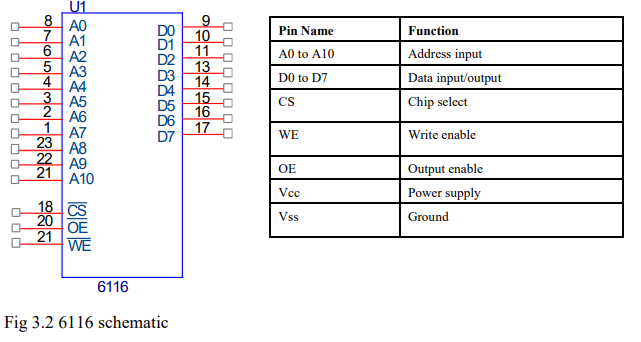 U1
8 A0 D0 9
7 A1 D1 10
6 A2 D2 11
5 A3 D3 13
4 A4 D4 14
3 A5 D5 15
2 A6 D6 16
1 A7 D7 17
23 A8
22 A9
21 A10
18 CS
20 OE
21 WE
6116
Pin Name Function
A0 to A10 Address input
D0 to D7 Data input/output
CS Chip select
WE Write enable
OE Output enable
Vcc Power supply
Vss Ground
Fig 3.2 6116 schematic